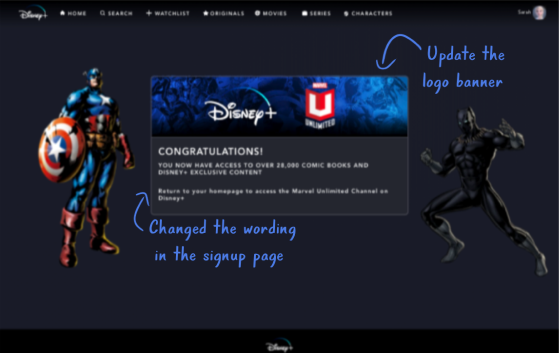 Disney+ HOME SEARCH WATCHLIST ORIGINALS MOVIES SERIES CHARACTERS Sarah
Update the
logo banner
Disney+ MARVEL U UNLIMITED
CONGRATULATIONS!
YOU NOW HAVE ACCESS TO OVER 28,000 COMIC BOOKS AND
DISNEY+ EXCLUSIVE CONTENT
Return to your homepage to access the Marvel Unlimited Channel on
Disney+
Changed the wording
in the signup page
Disney+